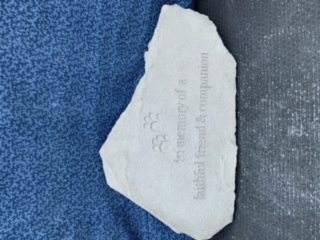 in memory of a
faithful friend & companion